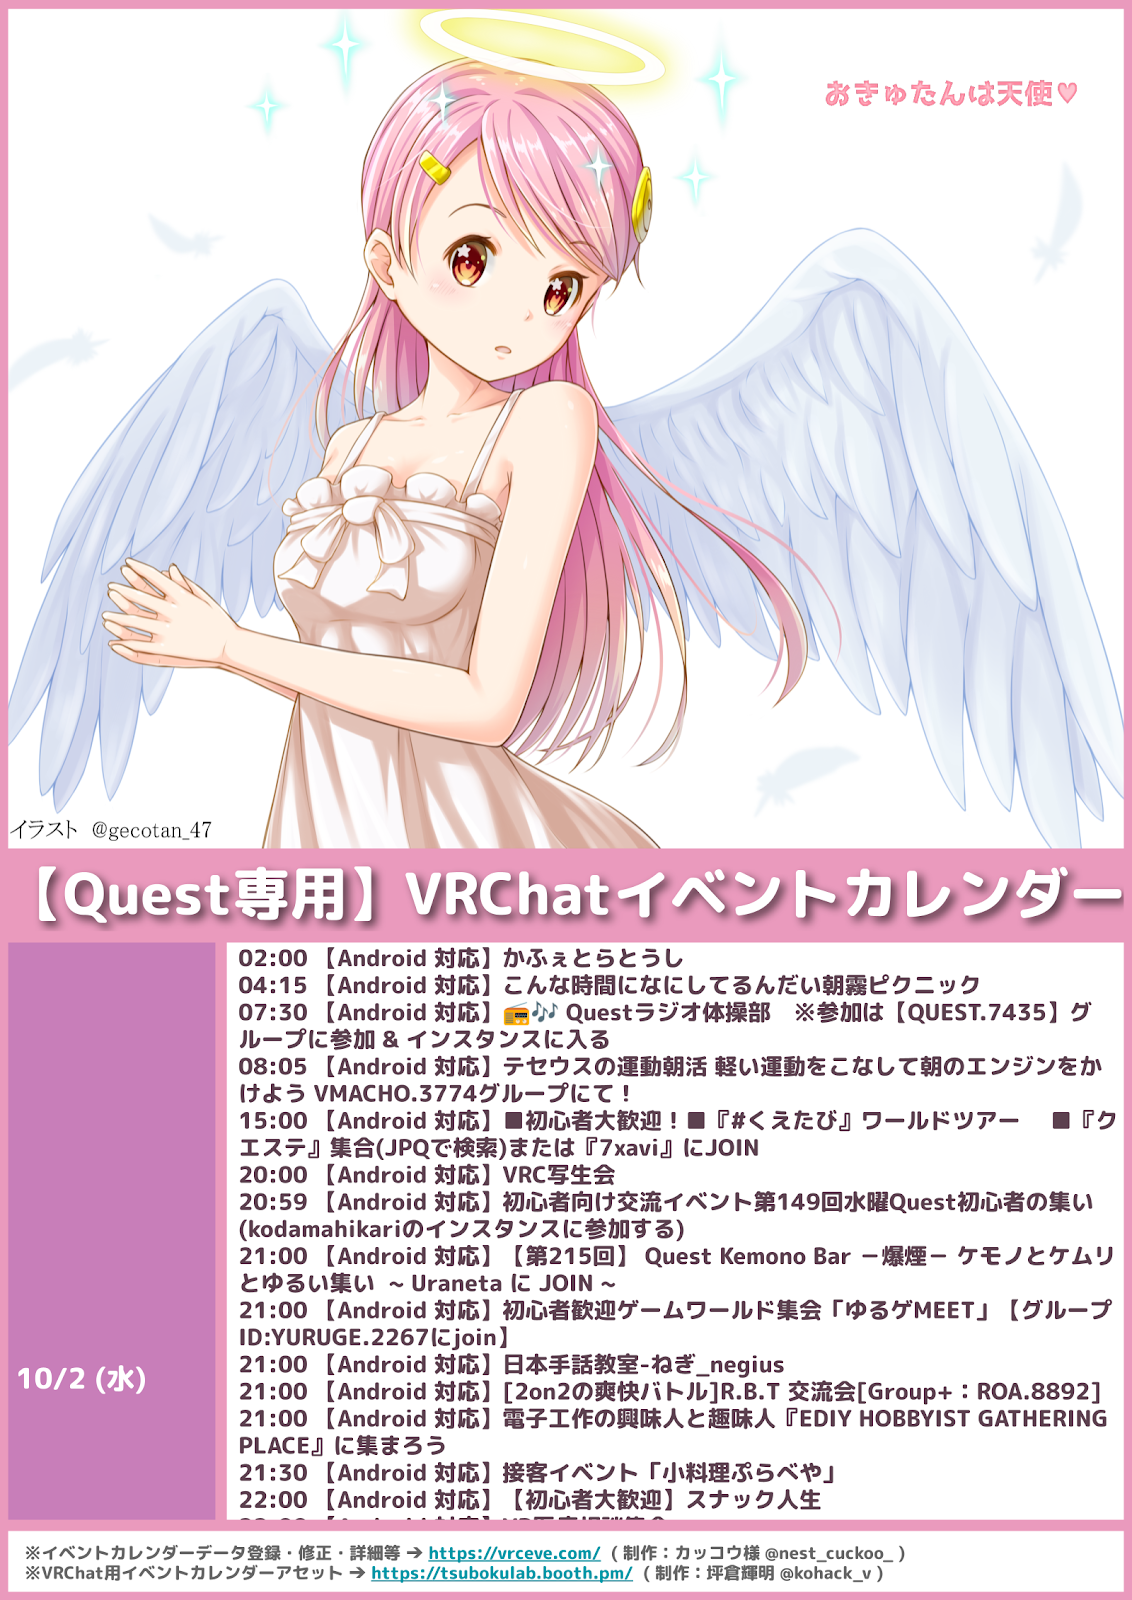 おきゅたんは天使♥
イラスト @gecotan_47
【Quest専用】VRChatイベントカレンダー
10/2 (水)
02:00 【Android 対応】かふぇとらとうし
04:15 【Android 対応】こんな時間になにしてるんだい朝霧ピクニック
07:30 【Android 対応】📻🎶 Questラジオ体操部　※参加は【QUEST.7435】グ
ループに参加 & インスタンスに入る
08:05 【Android 対応】テセウスの運動朝活 軽い運動をこなして朝のエンジンをか
けよう VMACHO.3774グループにて！
15:00 【Android 対応】■初心者大歓迎！■『#くえたび』ワールドツアー　 ■『ク
エステ』集合(JPQで検索)または『7xavi』にJOIN
20:00 【Android 対応】VRC写生会
20:59 【Android 対応】初心者向け交流イベント第149回水曜Quest初心者の集い
(kodamahikariのインスタンスに参加する)
21:00 【Android 対応】【第215回】 Quest Kemono Bar －爆煙－ ケモノとケムリ
とゆるい集い ～ Uraneta に JOIN ～
21:00 【Android 対応】初心者歓迎ゲームワールド集会「ゆるゲMEET」【グループ
ID:YURUGE.2267にjoin】
21:00 【Android 対応】日本手話教室-ねぎ_negius
21:00 【Android 対応】[2on2の爽快バトル]R.B.T 交流会[Group+：ROA.8892]
21:00 【Android 対応】電子工作の興味人と趣味人『EDIY HOBBYIST GATHERING
PLACE』に集まろう
21:30 【Android 対応】接客イベント「小料理ぷらべや」
22:00 【Android 対応】【初心者大歓迎】スナック人生
※イベントカレンダーデータ登録・修正・詳細等 → https://vrceve.com/ ( 制作：カッコウ様 @nest_cuckoo_ )
※VRChat用イベントカレンダーアセット → https://tsubokulab.booth.pm/ ( 制作：坪倉輝明 @kohack_v )